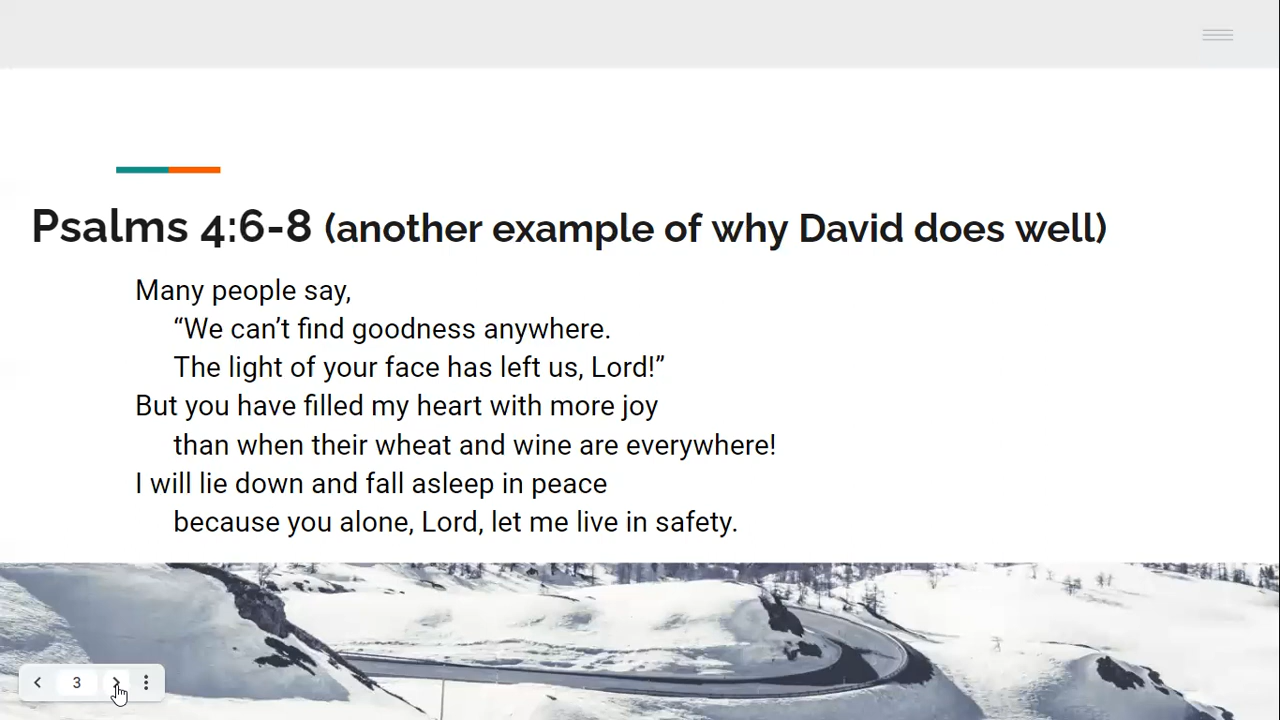 Psalms 4:6-8 (another example of why David does well)
Many people say,
“We can’t find goodness anywhere.
The light of your face has left us, Lord!”
But you have filled my heart with more joy
than when their wheat and wine are everywhere!
I will lie down and fall asleep in peace
because you alone, Lord, let me live in safety.
3